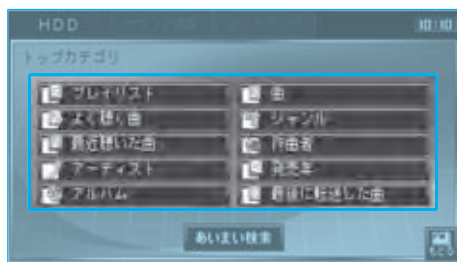 HDD
10:10
トップカテゴリ
プレイリスト
曲
よく聴く曲
ジャンル
最近聴いた曲
作曲者
アーティスト
発売年
アルバム
最後に転送した曲
あいまい検索
もどる